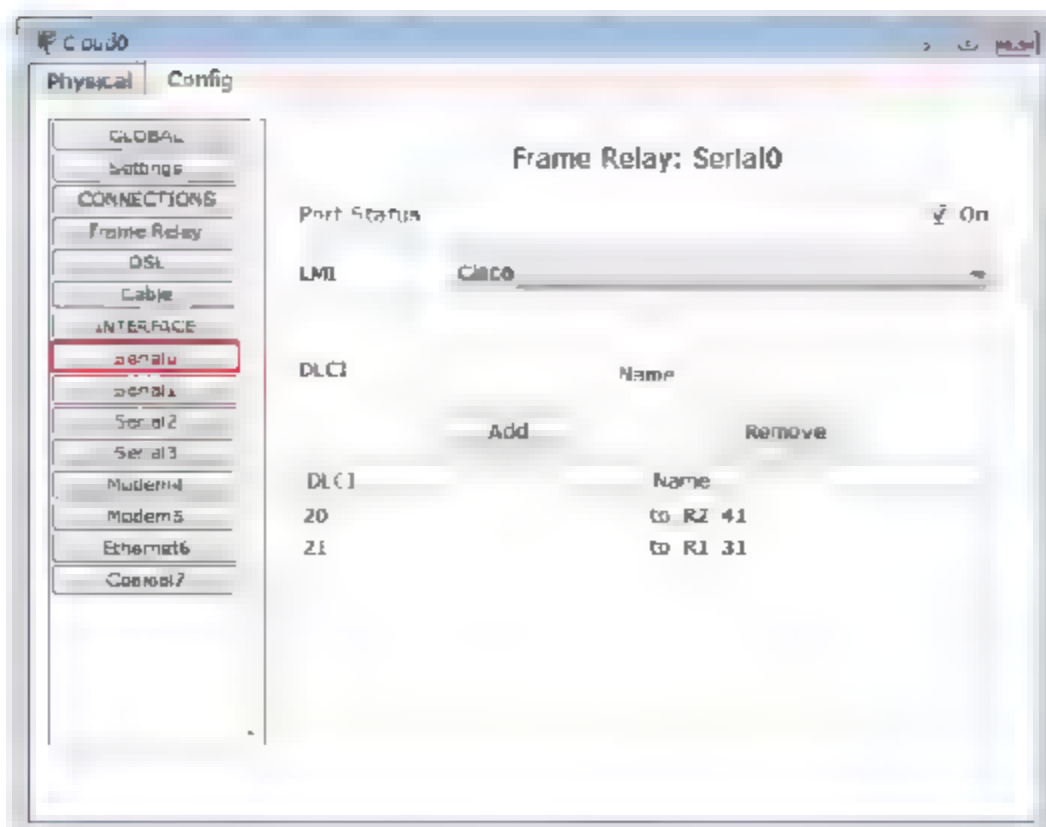 Cloud0
Physical Config
GLOBAL
Settings
CONNECTIONS
Frame Relay
DSL
Cable
INTERFACE
Serial0
Serial1
Serial2
Serial3
Modem4
Modem5
Ethernet6
Coaxial7
Frame Relay: Serial0
Port Status On
LMI Cisco
DLCI Name
Add Remove
DLCI Name
20 to R2 41
21 to R1 31